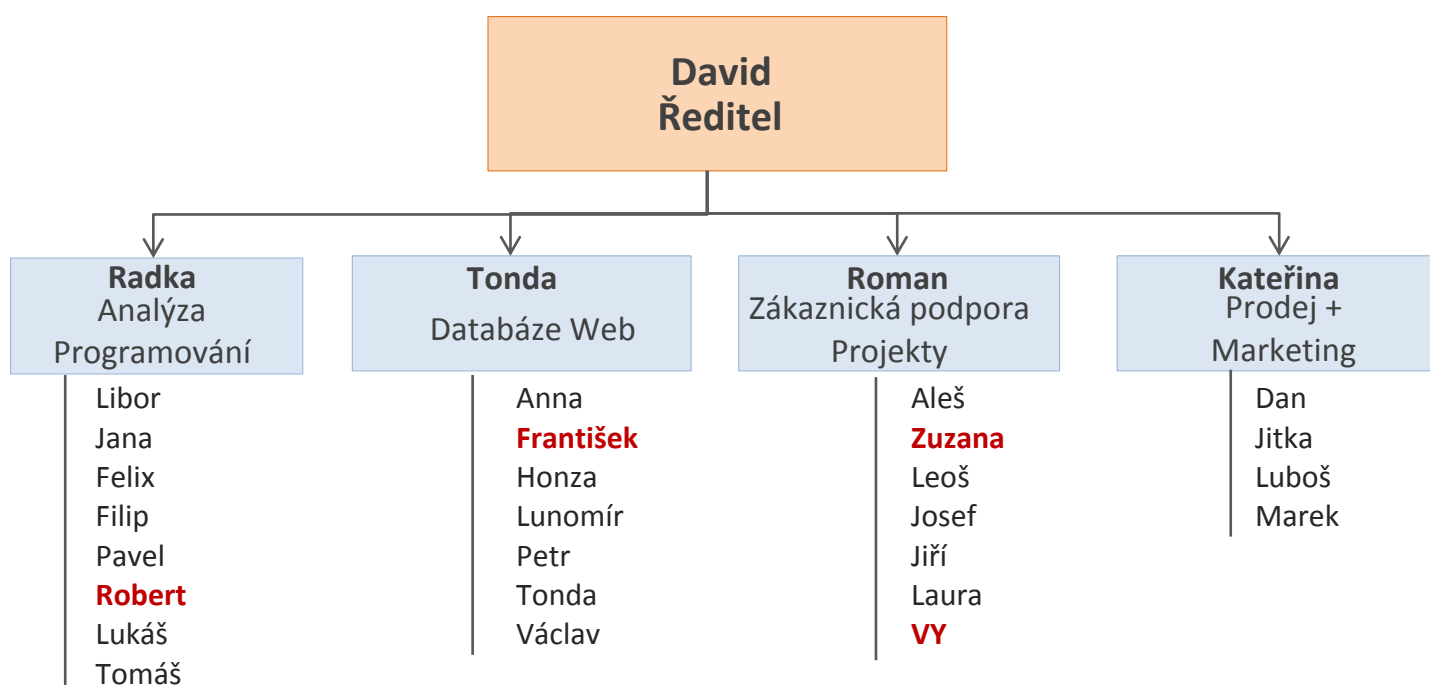 David
Ředitel
Radka
Analýza
Programování
Libor
Jana
Felix
Filip
Pavel
Robert
Lukáš
Tomáš
Tonda
Databáze Web
Anna
František
Honza
Lunomír
Petr
Tonda
Václav
Roman
Zákaznická podpora
Projekty
Aleš
Zuzana
Leoš
Josef
Jiří
Laura
VY
Kateřina
Prodej +
Marketing
Dan
Jitka
Luboš
Marek